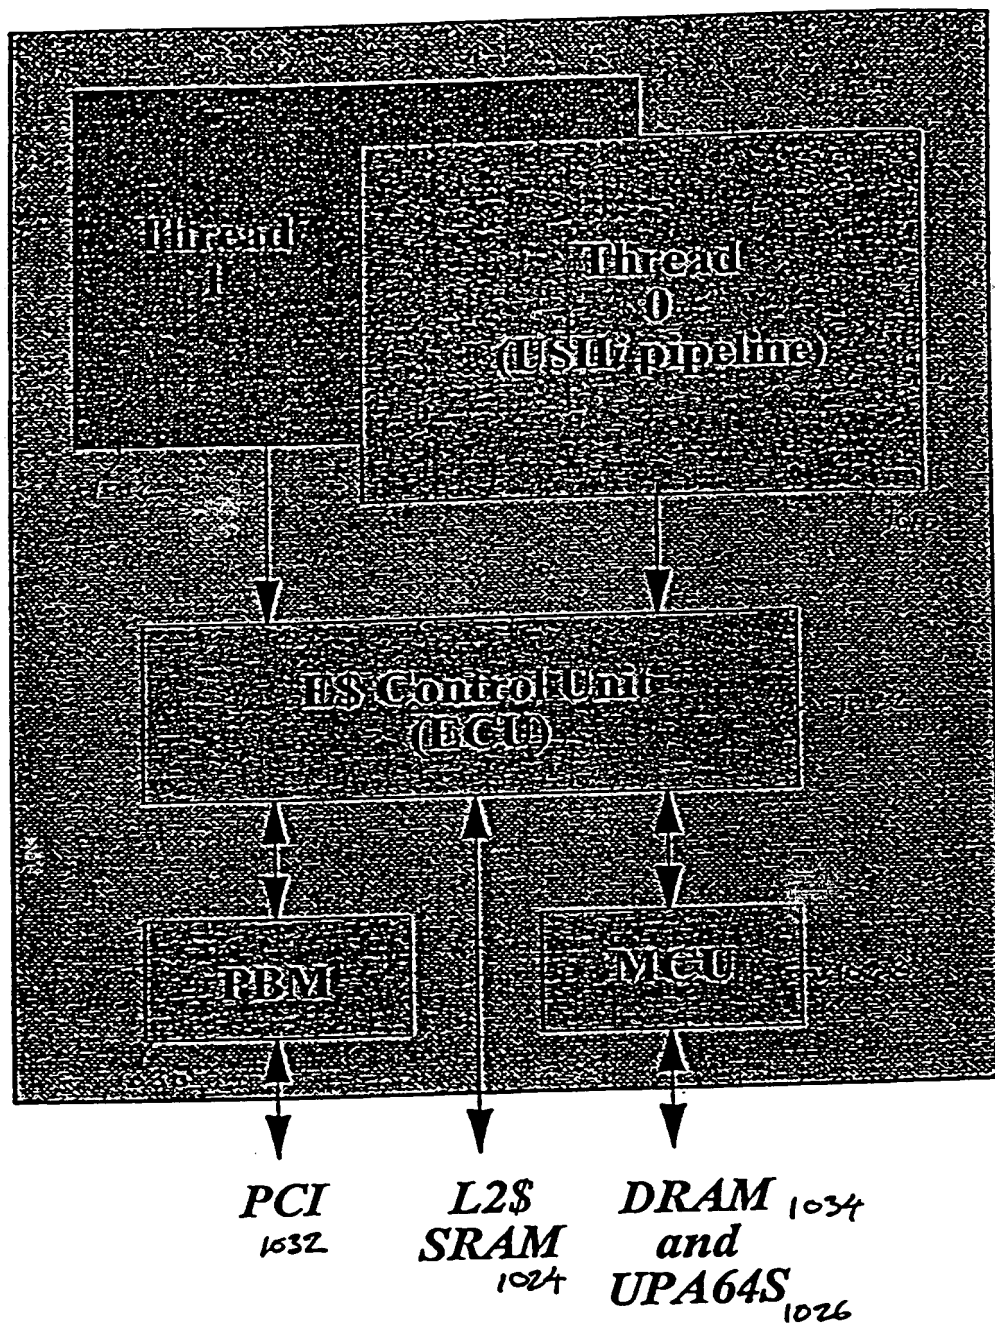 Thread
1
Thread
0
(USIIi pipeline)
E$ Control Unit
(ECU)
PBM
MCU
PCI
1032
L2$
SRAM
1024
DRAM 1034
and
UPA64S 1026